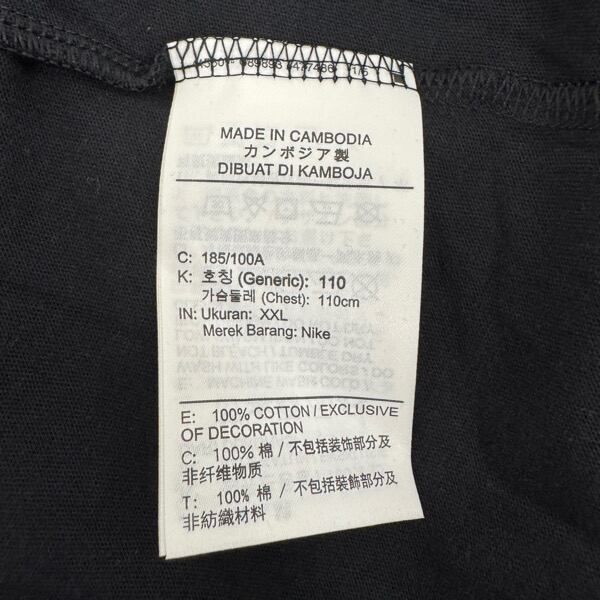 MADE IN CAMBODIA
カンボジア製
DIBUAT DI KAMBOJA
C: 185/100A
K: 호칭 (Generic): 110
가슴둘레 (Chest): 110cm
IN: Ukuran: XXL
Merek Barang: Nike
E: 100% COTTON / EXCLUSIVE
OF DECORATION
C: 100% 棉 / 不包括装饰部分及
非纤维物质
T: 100% 棉 / 不包括裝飾部分及
非紡織材料